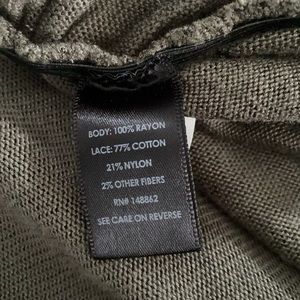 BODY: 100% RAYON
LACE: 77% COTTON
21% NYLON
2% OTHER FIBERS
RN# 148862
SEE CARE ON REVERSE